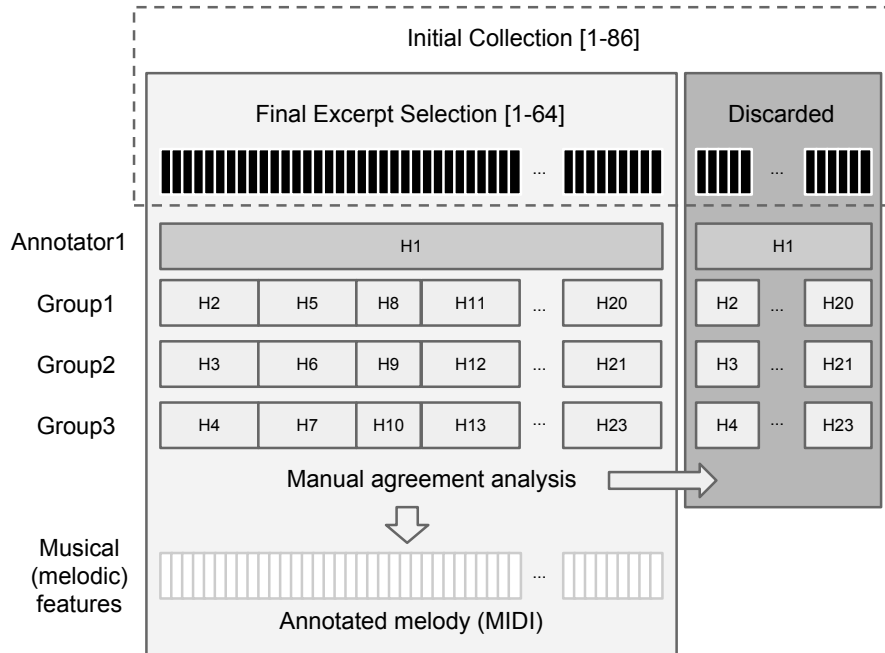 Initial Collection [1-86]
Final Excerpt Selection [1-64] Discarded
... ...
Annotator1 H1 H1
Group1 H2 H5 H8 H11 ... H20 H2 ... H20
Group2 H3 H6 H9 H12 ... H21 H3 ... H21
Group3 H4 H7 H10 H13 ... H23 H4 ... H23
Manual agreement analysis
Musical
(melodic)
features
...
Annotated melody (MIDI)